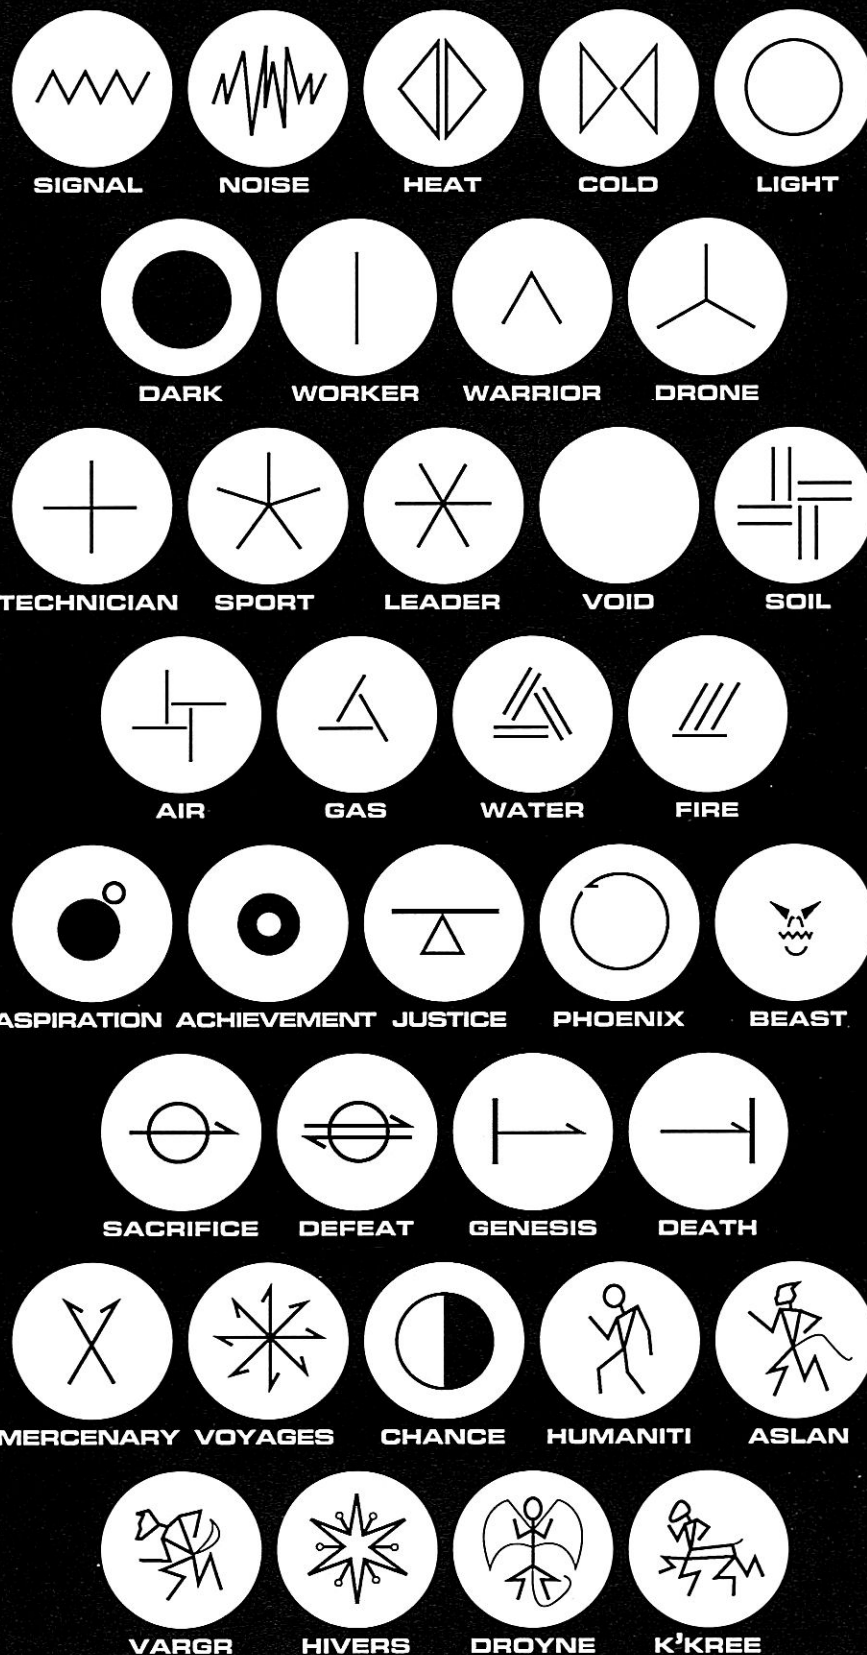 SIGNAL NOISE HEAT COLD LIGHT
DARK WORKER WARRIOR DRONE
TECHNICIAN SPORT LEADER VOID SOIL
AIR GAS WATER FIRE
ASPIRATION ACHIEVEMENT JUSTICE PHOENIX BEAST
SACRIFICE DEFEAT GENESIS DEATH
MERCENARY VOYAGES CHANCE HUMANITI ASLAN
VARGR HIVERS DROYNE K'KREE